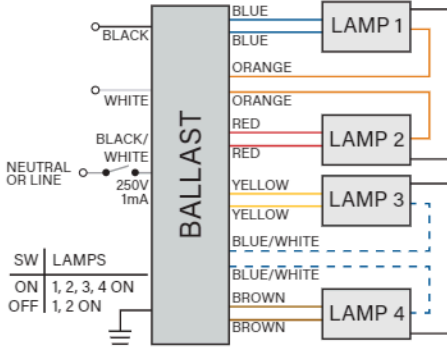 BLUE
LAMP 1
BLACK
BLUE
ORANGE
WHITE
ORANGE
RED
BLACK/
WHITE
LAMP 2
RED
NEUTRAL
OR LINE
250V
1mA
BALLAST
YELLOW
LAMP 3
YELLOW
BLUE/WHITE
SW LAMPS
ON 1, 2, 3, 4 ON
OFF 1, 2 ON
BLUE/WHITE
BROWN
LAMP 4
BROWN